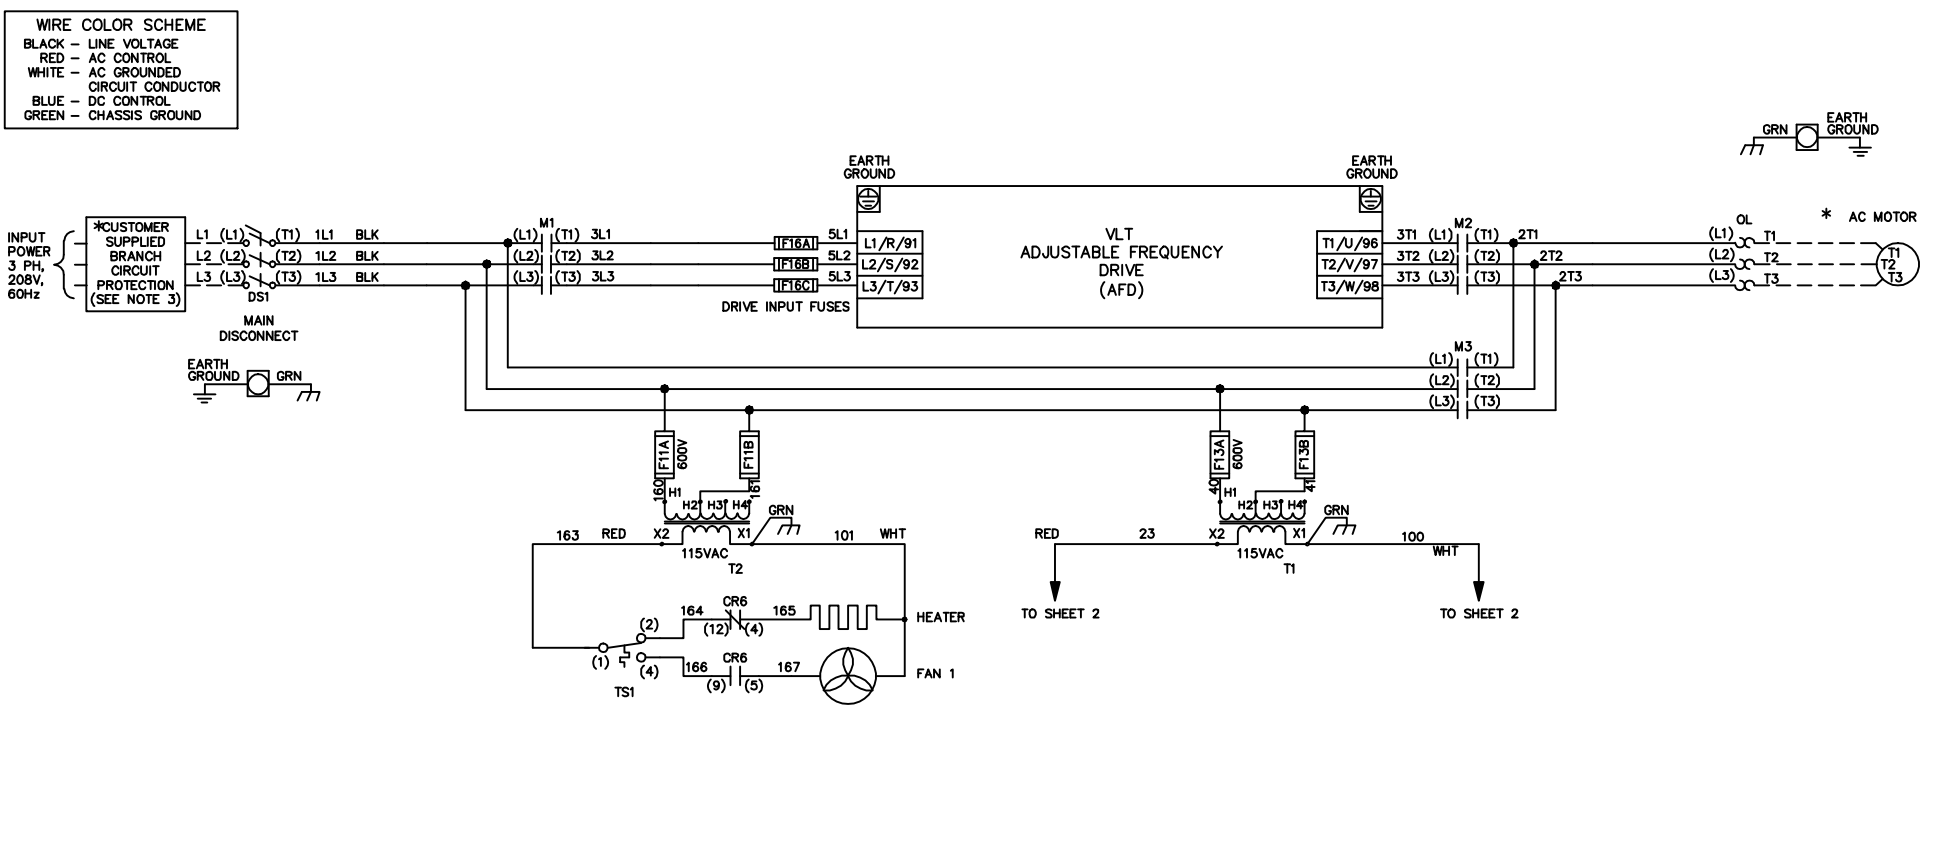 WIRE COLOR SCHEME
BLACK – LINE VOLTAGE
RED – AC CONTROL
WHITE – AC GROUNDED
CIRCUIT CONDUCTOR
BLUE – DC CONTROL
GREEN – CHASSIS GROUND
GRN
EARTH
GROUND
EARTH
GROUND
EARTH
GROUND
INPUT
POWER
3 PH,
208V,
60Hz
*CUSTOMER
SUPPLIED
BRANCH
CIRCUIT
PROTECTION
(SEE NOTE 3)
L1 (L1) (T1) 1L1 BLK
L2 (L2) (T2) 1L2 BLK
L3 (L3) (T3) 1L3 BLK
DS1
MAIN
DISCONNECT
EARTH
GROUND
GRN
M1
(L1) (T1) 3L1
(L2) (T2) 3L2
(L3) (T3) 3L3
F16A 5L1
F16B 5L2
F16C 5L3
DRIVE INPUT FUSES
L1/R/91
L2/S/92
L3/T/93
VLT
ADJUSTABLE FREQUENCY
DRIVE
(AFD)
T1/U/96
T2/V/97
T3/W/98
M2
3T1 (L1) (T1) 2T1
3T2 (L2) (T2) 2T2
3T3 (L3) (T3) 2T3
OL
(L1) T1
(L2) T2
(L3) T3
* AC MOTOR
T1
T2
T3
M3
(L1) (T1)
(L2) (T2)
(L3) (T3)
F11A
600V
F11B
160
161
H1
H2 H3 H4
GRN
163 RED X2 X1 101 WHT
115VAC
T2
F13A
600V
F13B
40
41
H1
H2 H3 H4
GRN
RED 23 X2 X1 100
WHT
115VAC
T1
TO SHEET 2
TO SHEET 2
164 CR6 165
(12) (4)
HEATER
(2)
(1)
(4)
TS1
166 CR6 167
(9) (5)
FAN 1